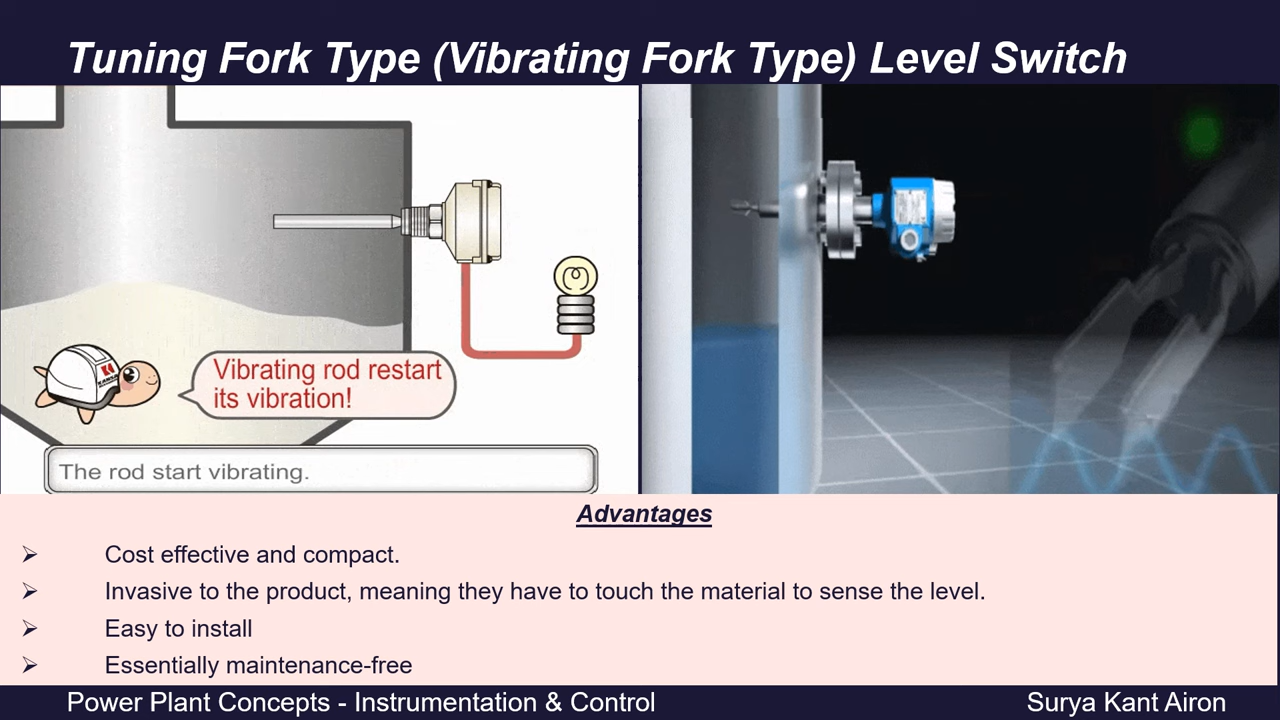 Tuning Fork Type (Vibrating Fork Type) Level Switch
Vibrating rod restart
its vibration!
The rod start vibrating.
Advantages
➢ Cost effective and compact.
➢ Invasive to the product, meaning they have to touch the material to sense the level.
➢ Easy to install
➢ Essentially maintenance-free
Power Plant Concepts - Instrumentation & Control
Surya Kant Airon